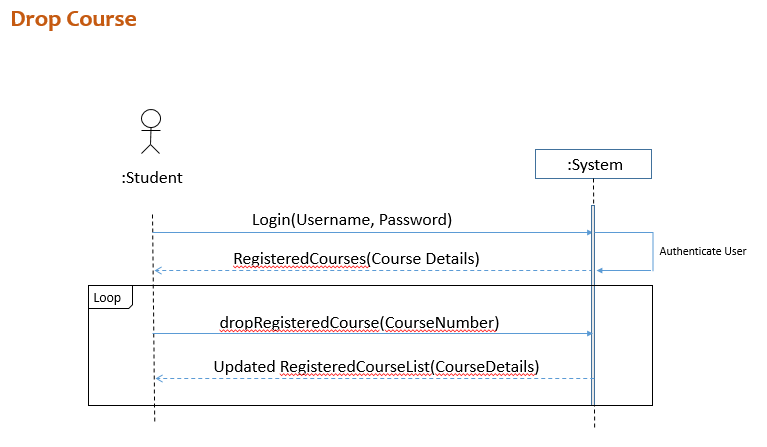 Drop Course
:Student
:System
Login(Username, Password)
Authenticate User
RegisteredCourses(Course Details)
Loop
dropRegisteredCourse(CourseNumber)
Updated RegisteredCourseList(CourseDetails)